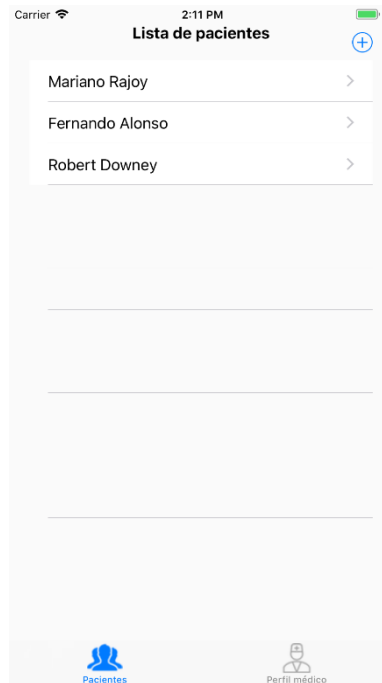 Carrier 2:11 PM
Lista de pacientes
Mariano Rajoy
Fernando Alonso
Robert Downey
Pacientes Perfil médico